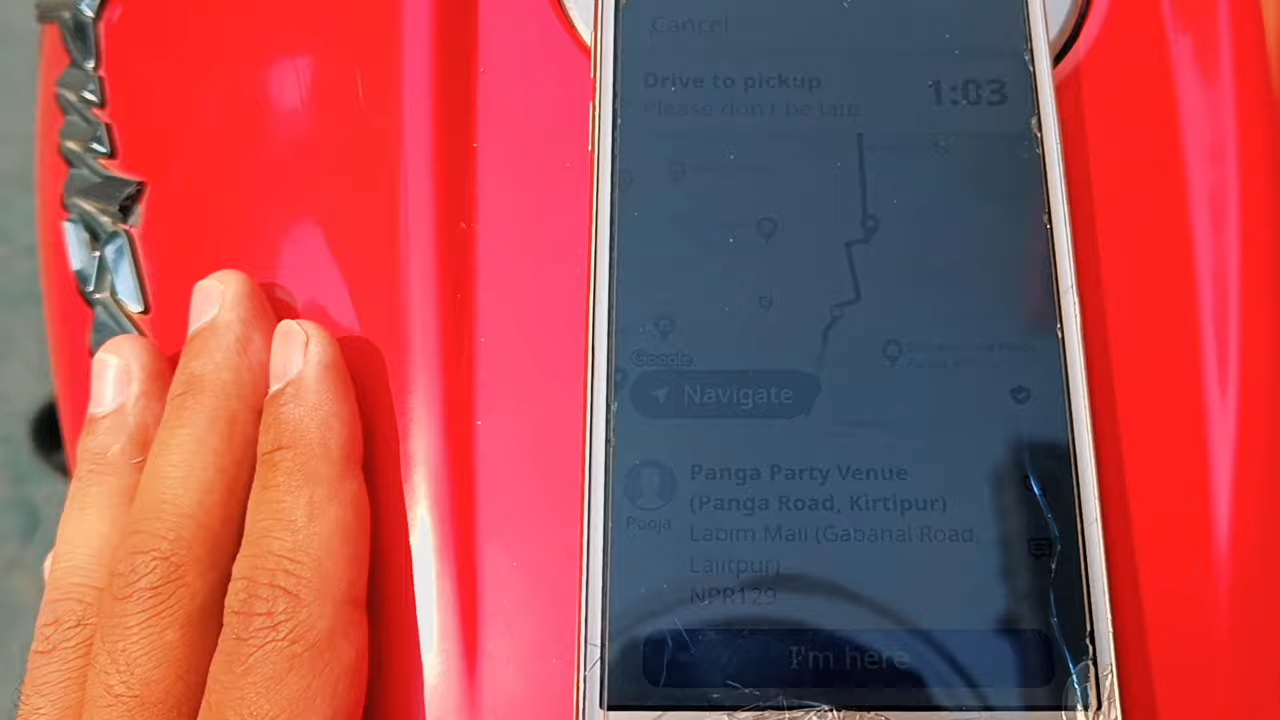 Cancel
Drive to pickup
1:03
Please don't be late
Google
Navigate
Panga Party Venue
(Panga Road, Kirtipur)
Pooja
Labim Mall (Gabahal Road,
Lalitpur)
NPR129
I'm here